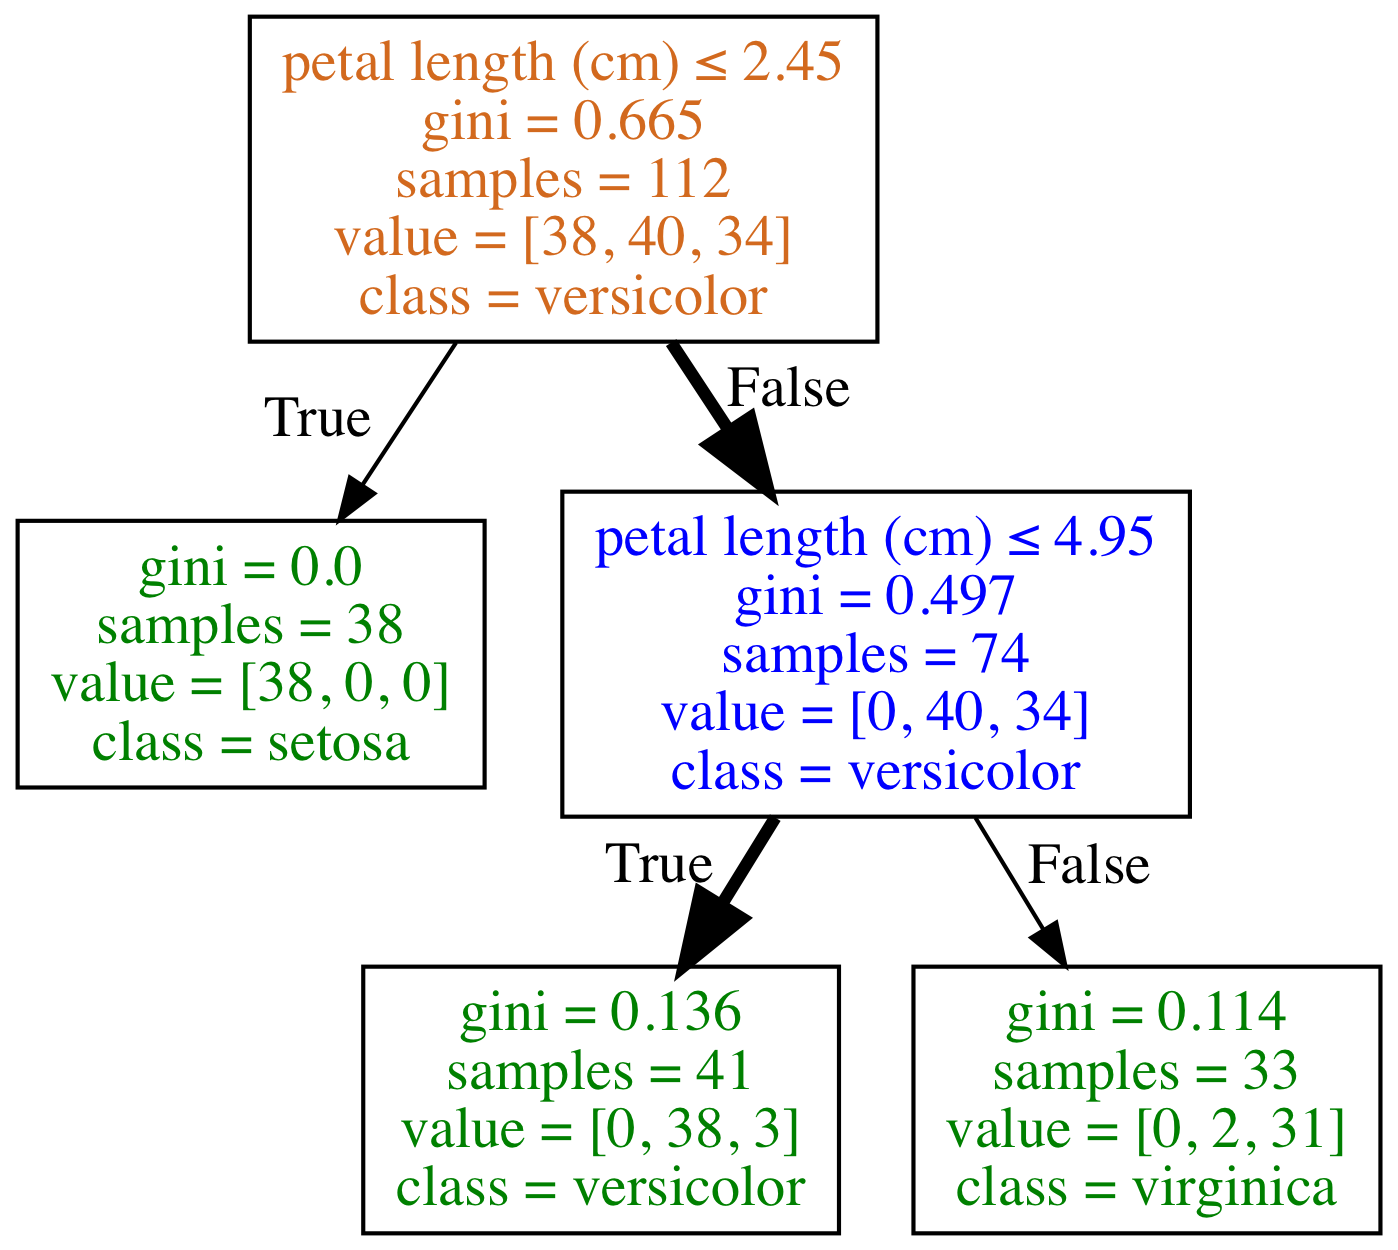 petal length (cm) ≤ 2.45
gini = 0.665
samples = 112
value = [38, 40, 34]
class = versicolor
True
False
gini = 0.0
samples = 38
value = [38, 0, 0]
class = setosa
petal length (cm) ≤ 4.95
gini = 0.497
samples = 74
value = [0, 40, 34]
class = versicolor
True
False
gini = 0.136
samples = 41
value = [0, 38, 3]
class = versicolor
gini = 0.114
samples = 33
value = [0, 2, 31]
class = virginica